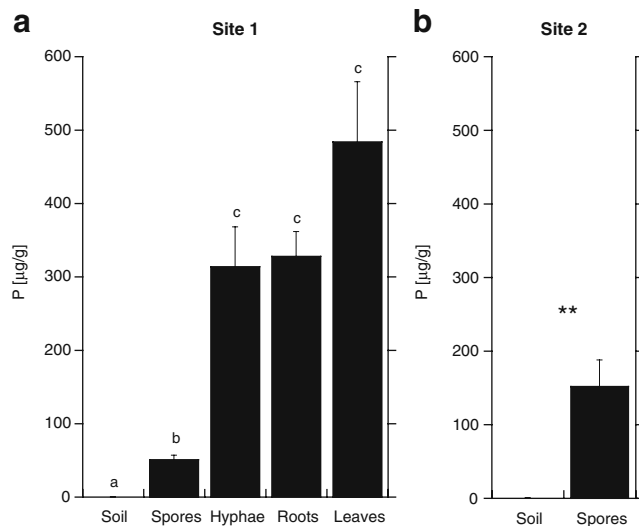 a
Site 1
P [µg/g]
600
500
400
300
200
100
0
a
b
c
c
c
Soil Spores Hyphae Roots Leaves
b
Site 2
P [µg/g]
600
500
400
300
200
100
0
**
Soil Spores